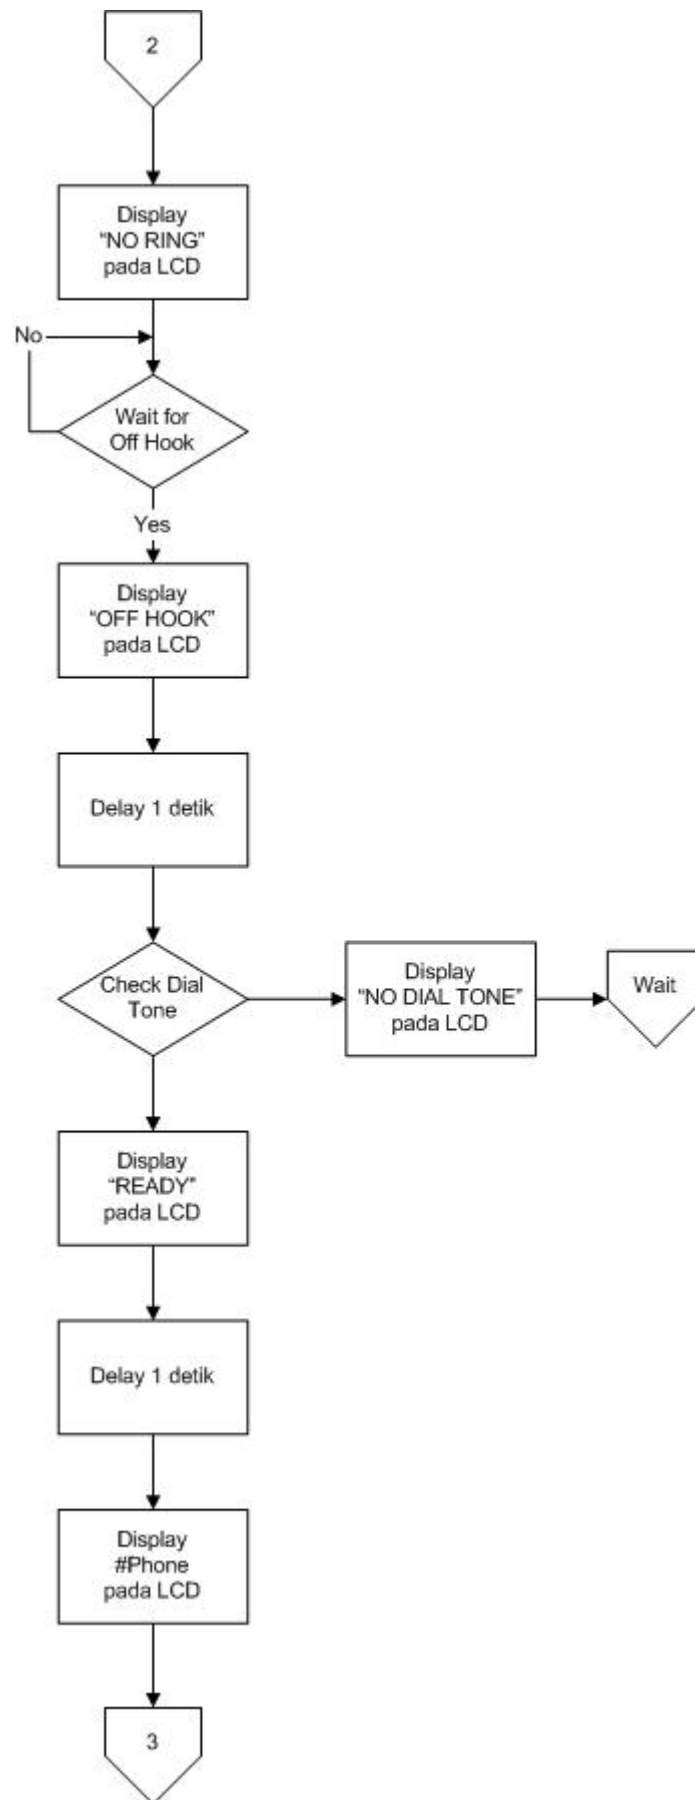 2
Display
“NO RING”
pada LCD
No
Wait for
Off Hook
Yes
Display
“OFF HOOK”
pada LCD
Delay 1 detik
Check Dial
Tone
Display
“NO DIAL TONE”
pada LCD
Wait
Display
“READY”
pada LCD
Delay 1 detik
Display
#Phone
pada LCD
3